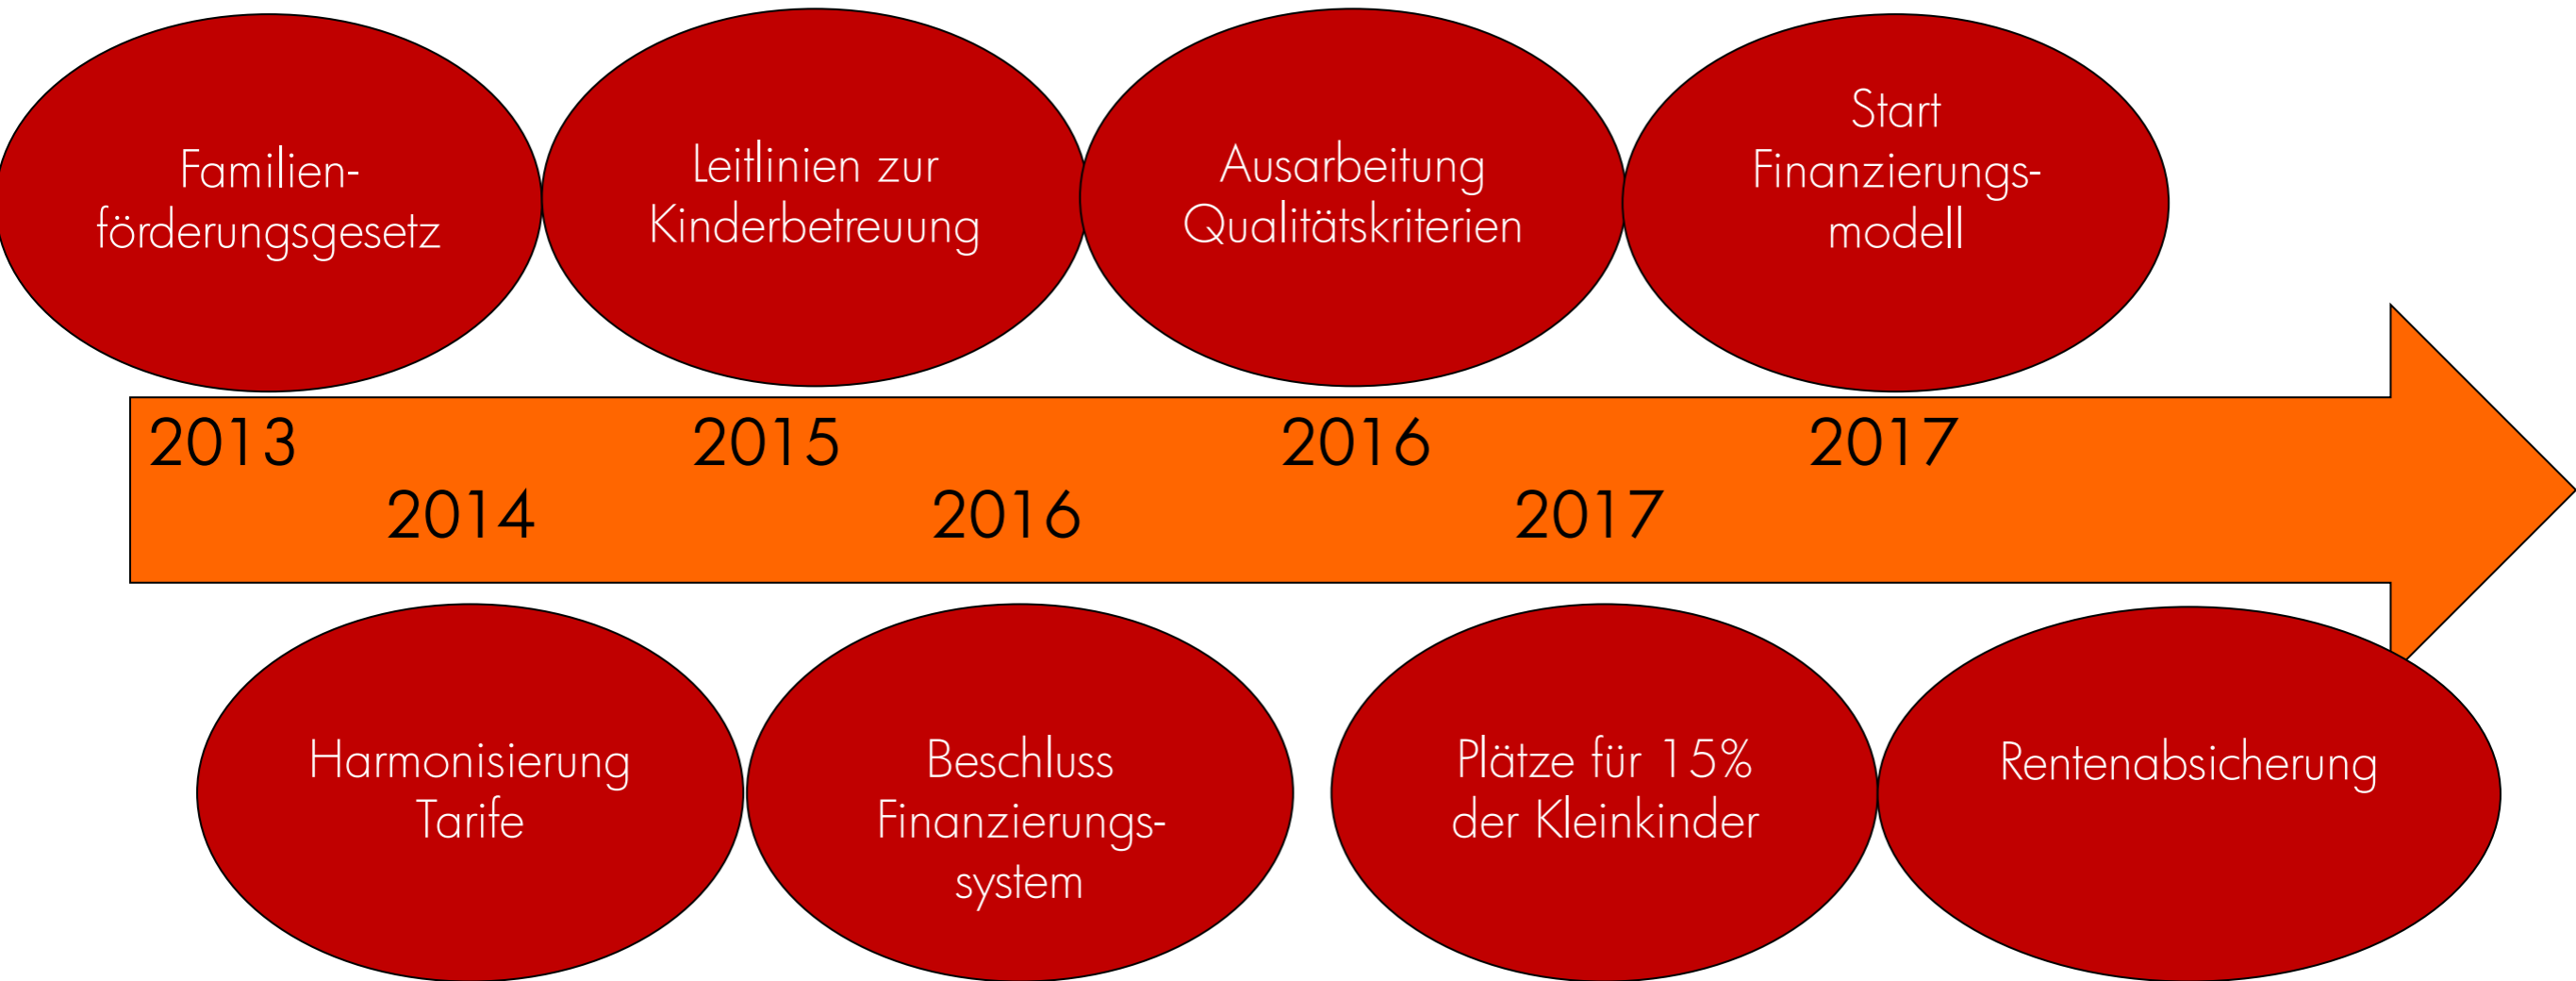 Familien-
förderungsgesetz
Leitlinien zur
Kinderbetreuung
Ausarbeitung
Qualitätskriterien
Start
Finanzierungs-
modell
2013
2015
2016
2017
2014
2016
2017
Harmonisierung
Tarife
Beschluss
Finanzierungs-
system
Plätze für 15%
der Kleinkinder
Rentenabsicherung